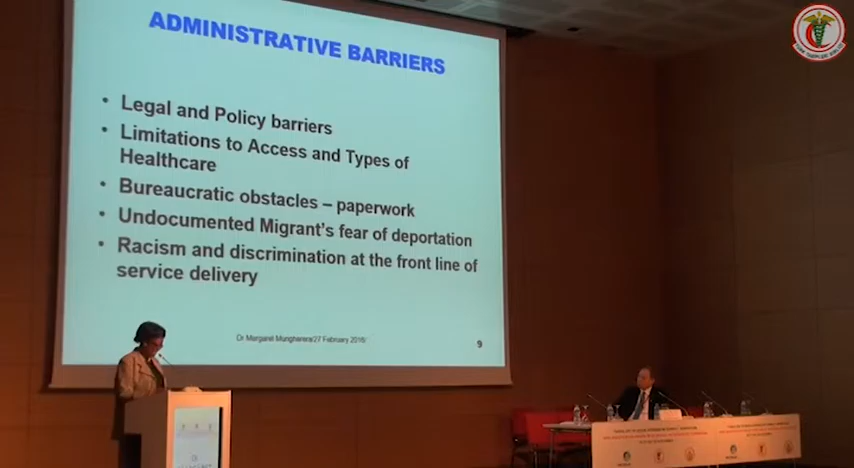 ADMINISTRATIVE BARRIERS
• Legal and Policy barriers
• Limitations to Access and Types of
Healthcare
• Bureaucratic obstacles – paperwork
• Undocumented Migrant's fear of deportation
• Racism and discrimination at the front line of
service delivery
Dr Margaret Mungherera/27 February 2016/
9